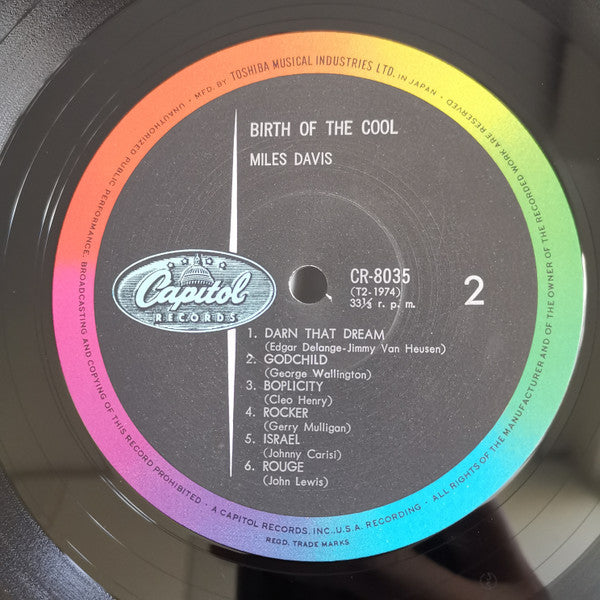 MFD. BY TOSHIBA MUSICAL INDUSTRIES LTD. IN JAPAN • ALL RIGHTS OF THE MANUFACTURER AND OF THE OWNER OF THE RECORDED WORK ARE RESERVED
UNAUTHORIZED PUBLIC PERFORMANCE, BROADCASTING AND COPYING OF THIS RECORD PROHIBITED •
BIRTH OF THE COOL
MILES DAVIS
Capitol
RECORDS
CR-8035
(T2-1974)
33⅓ r. p. m.
2
1. DARN THAT DREAM
(Edgar Delange-Jimmy Van Heusen)
2. GODCHILD
(George Wallington)
3. BOPLICITY
(Cleo Henry)
4. ROCKER
(Gerry Mulligan)
5. ISRAEL
(Johnny Carisi)
6. ROUGE
(John Lewis)
• A CAPITOL RECORDS, INC., U.S.A. RECORDING •
REGD. TRADE MARKS